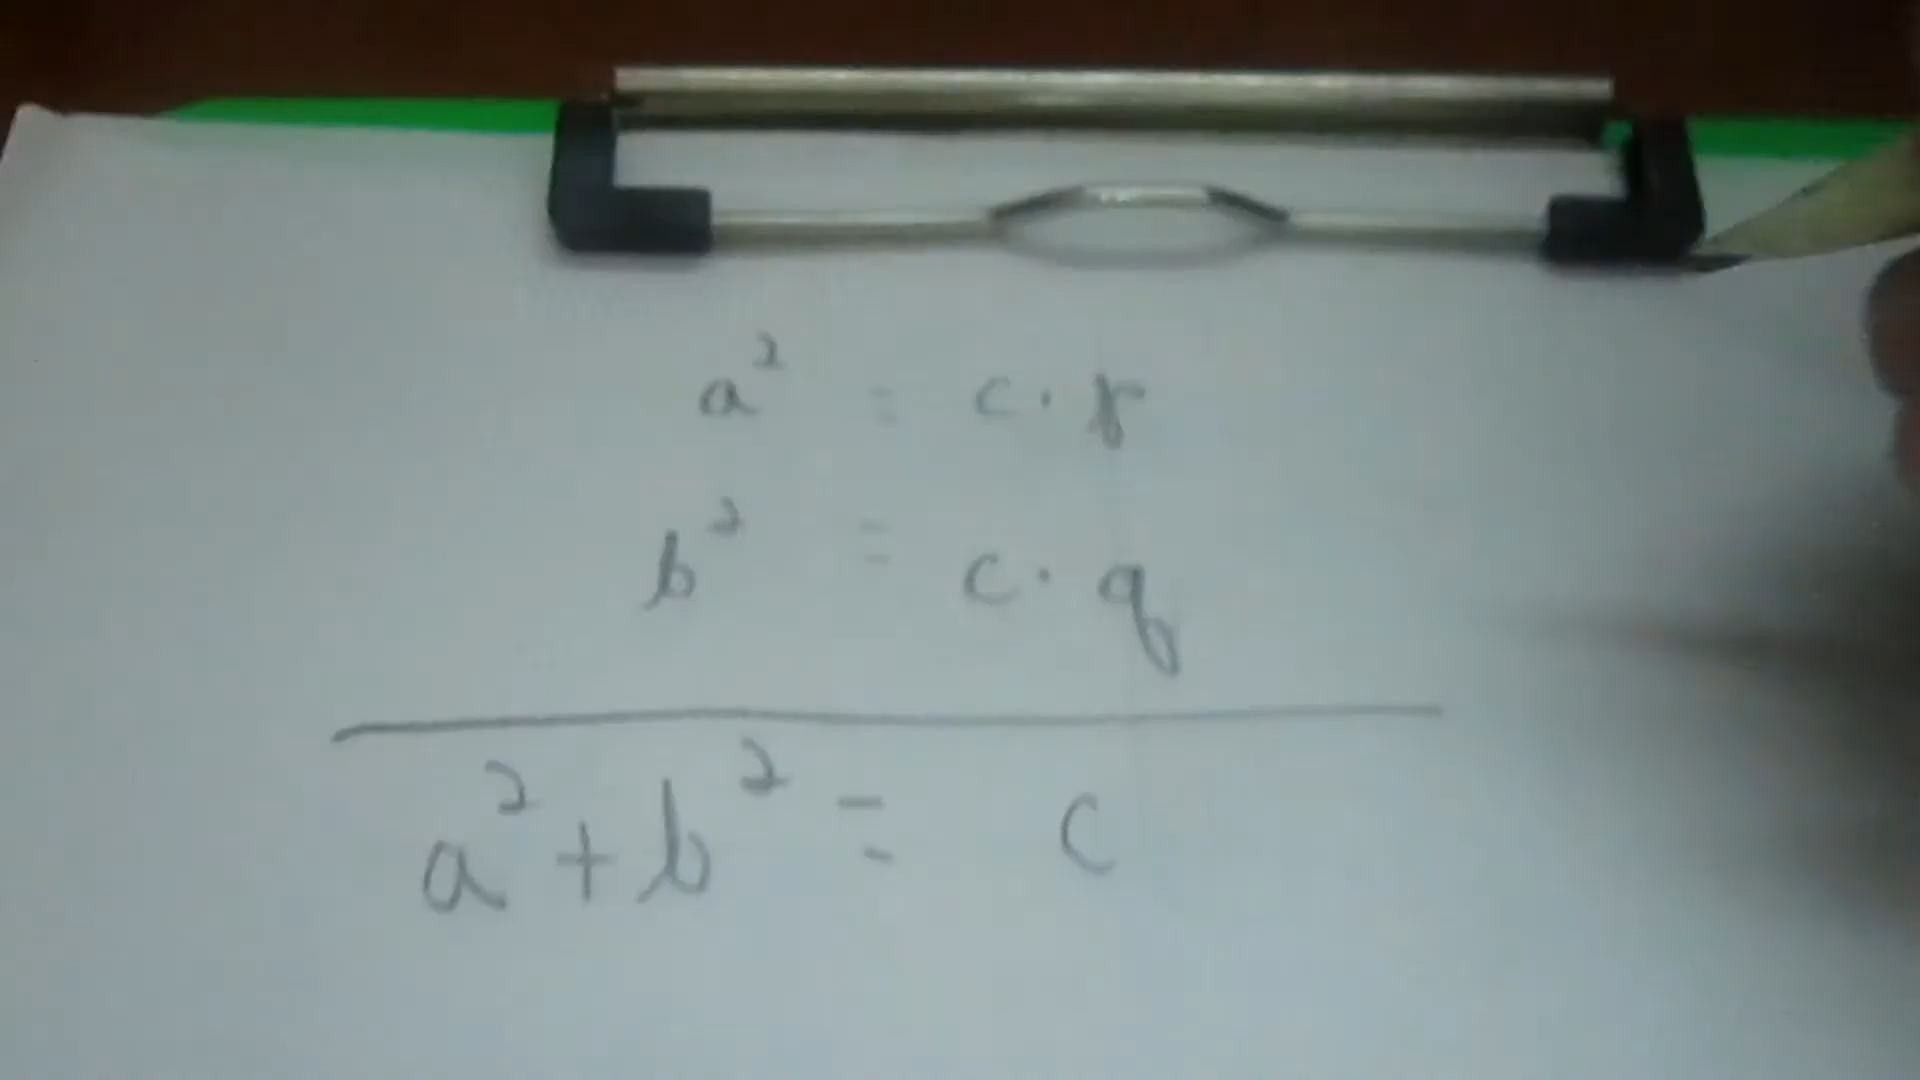 a² = c · p
b² = c · q
a² + b² = c